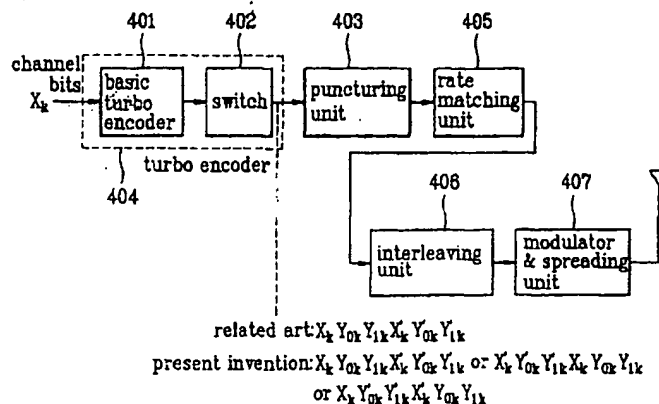 401
402
403
405
channel bits
Xₖ
basic
turbo
encoder
switch
puncturing
unit
rate
matching
unit
turbo encoder
404
406
407
interleaving
unit
modulator
& spreading
unit
related art:Xₖ Y₀ₖ Y₁ₖ X'ₖ Y'₀ₖ Y'₁ₖ
present invention:Xₖ Y₀ₖ Y₁ₖ X'ₖ Y'₀ₖ Y'₁ₖ or X'ₖ Y'₀ₖ Y'₁ₖ Xₖ Y₀ₖ Y₁ₖ
or Xₖ Y'₀ₖ Y'₁ₖ X'ₖ Y₀ₖ Y₁ₖ